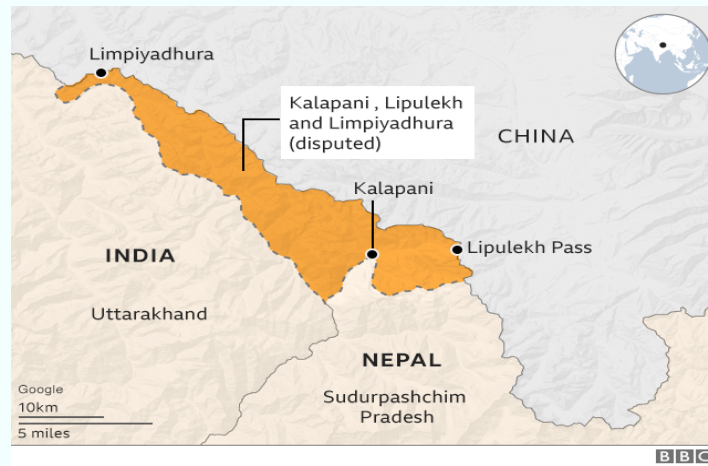 Limpiyadhura
Kalapani , Lipulekh
and Limpiyadhura
(disputed)
CHINA
Kalapani
Lipulekh Pass
INDIA
Uttarakhand
NEPAL
Sudurpashchim
Pradesh
Google
10km
5 miles
BBC